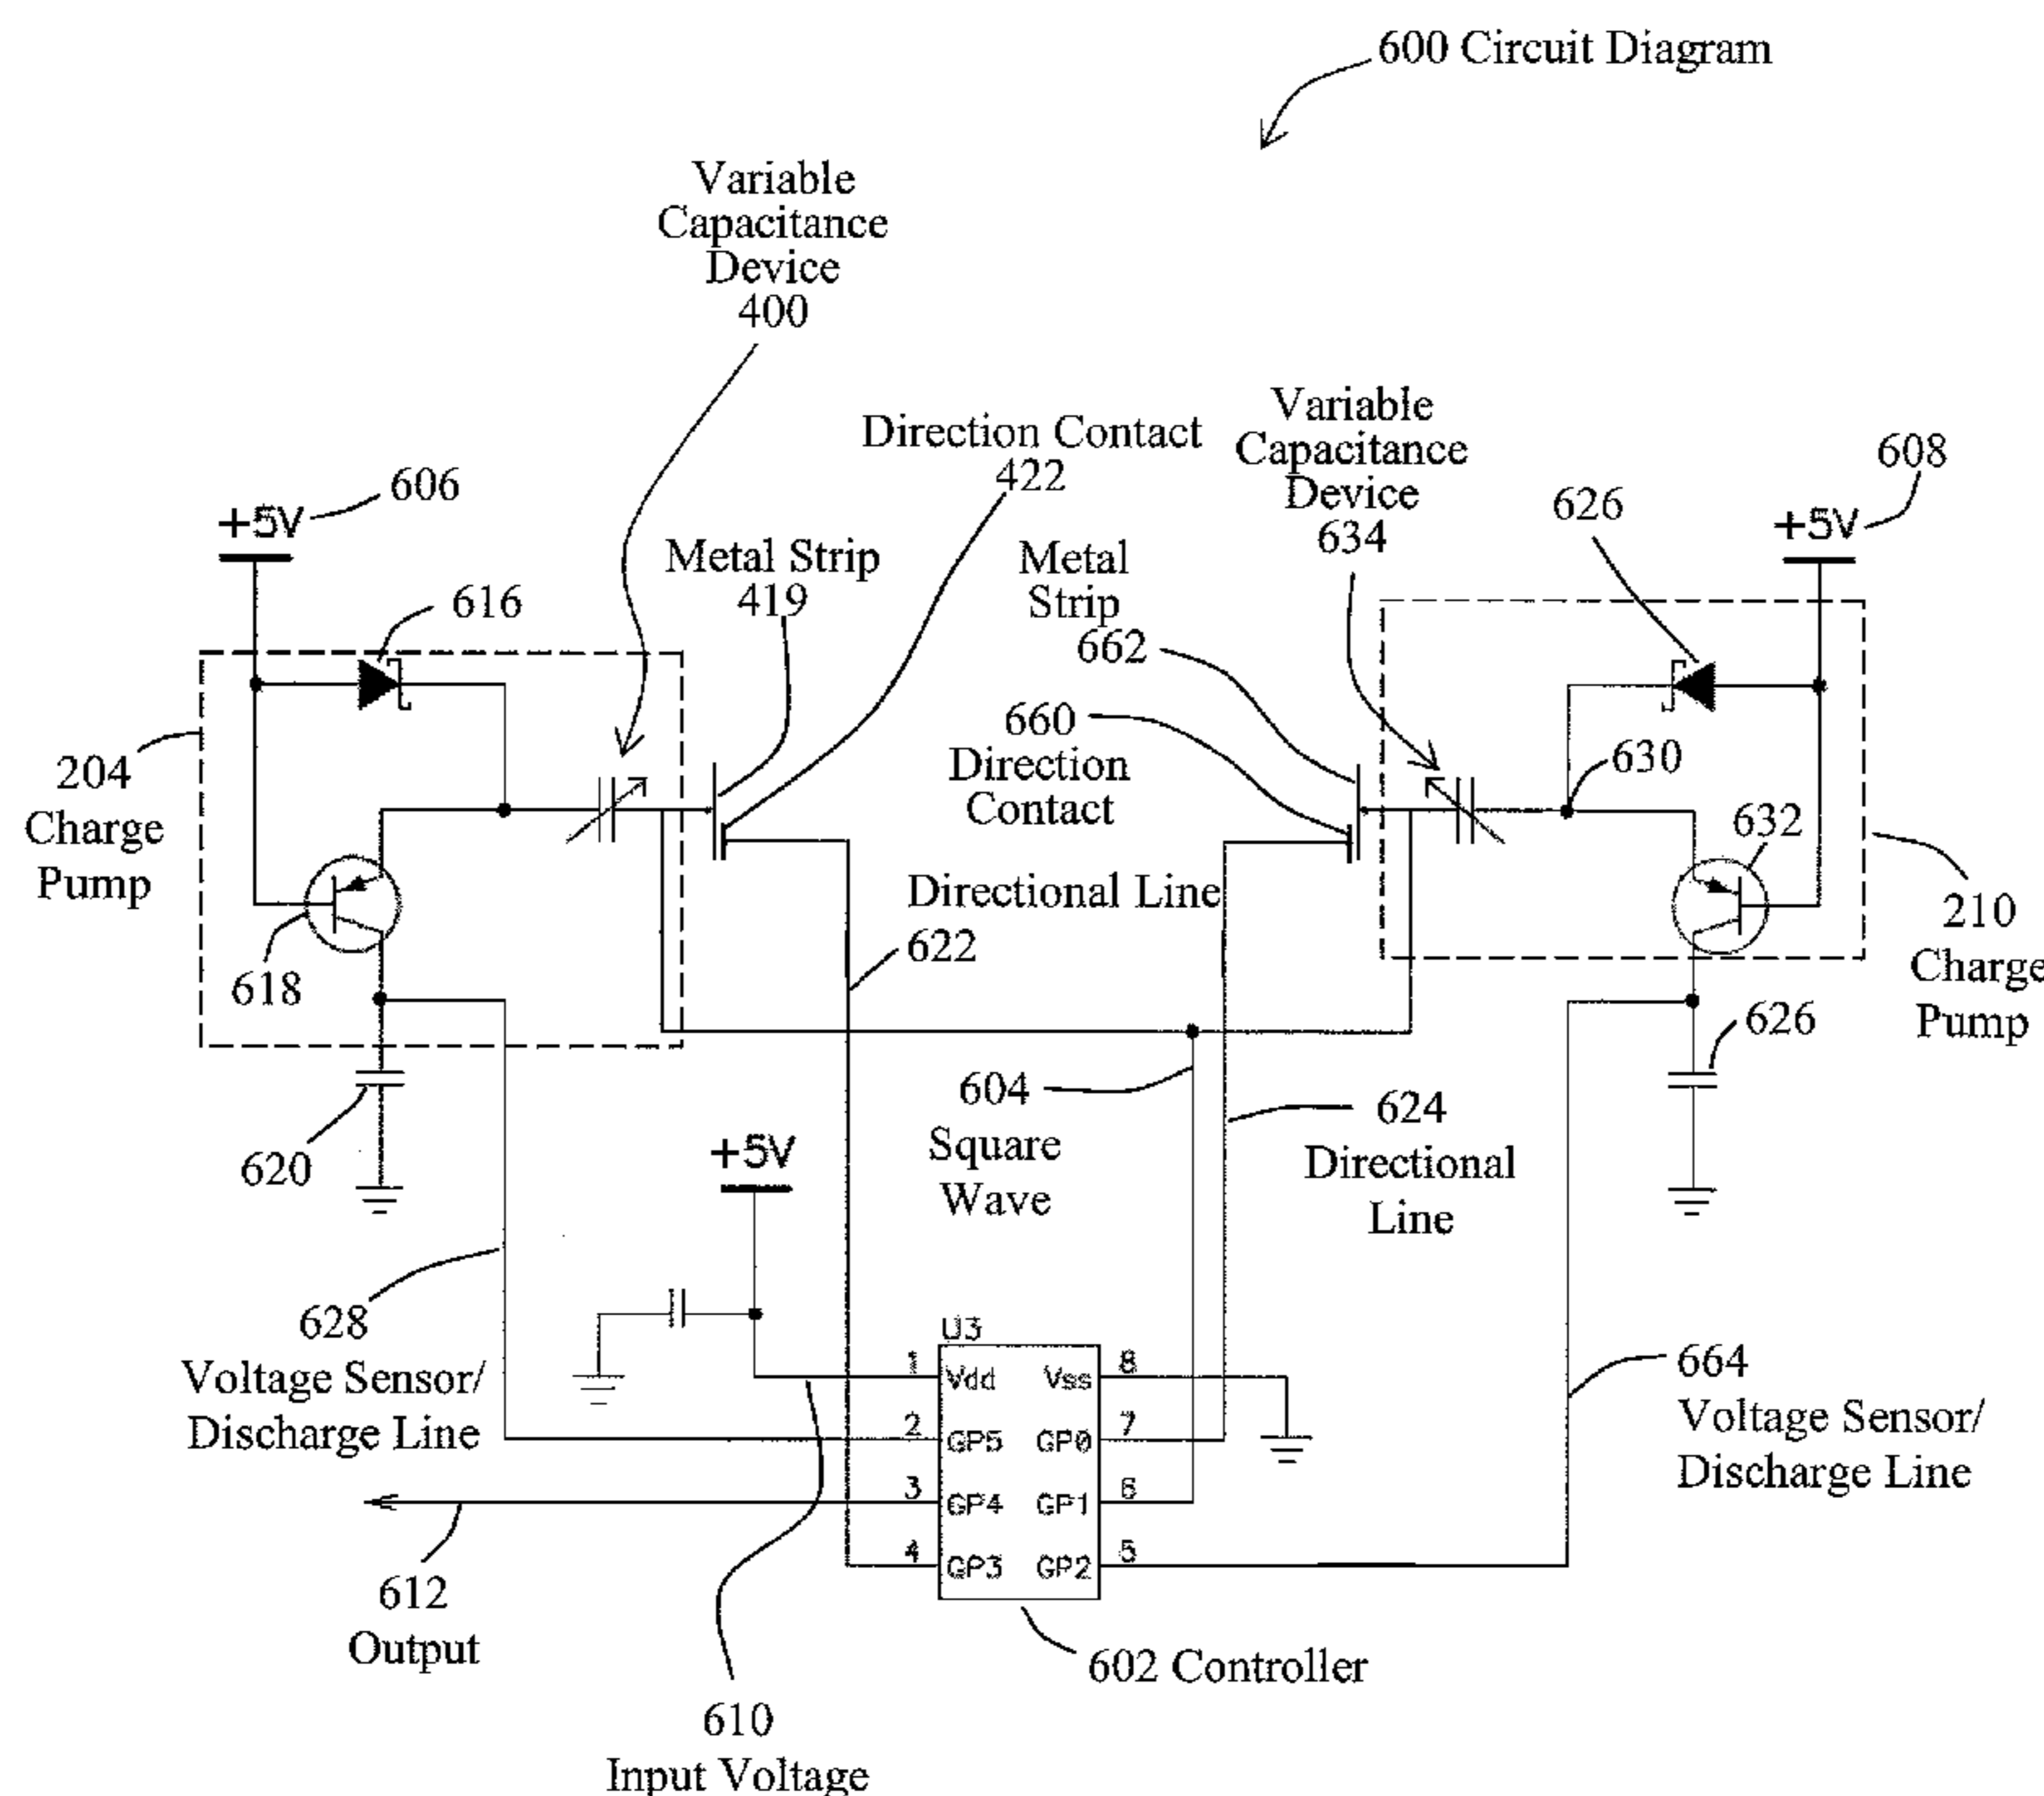 600 Circuit Diagram
Variable
Capacitance
Device
400
Direction Contact
422
Variable
Capacitance
Device
634
608
+5V
606
+5V
626
Metal Strip
419
Metal
Strip
662
616
204
Charge
Pump
660
Direction
Contact
630
632
618
Directional Line
622
210
Charge
Pump
620
626
604
Square
Wave
624
Directional
Line
+5V
628
Voltage Sensor/
Discharge Line
664
Voltage Sensor/
Discharge Line
U3
1 Vdd Vss 8
2 GP5 GP0 7
3 GP4 GP1 6
4 GP3 GP2 5
612
Output
602 Controller
610
Input Voltage